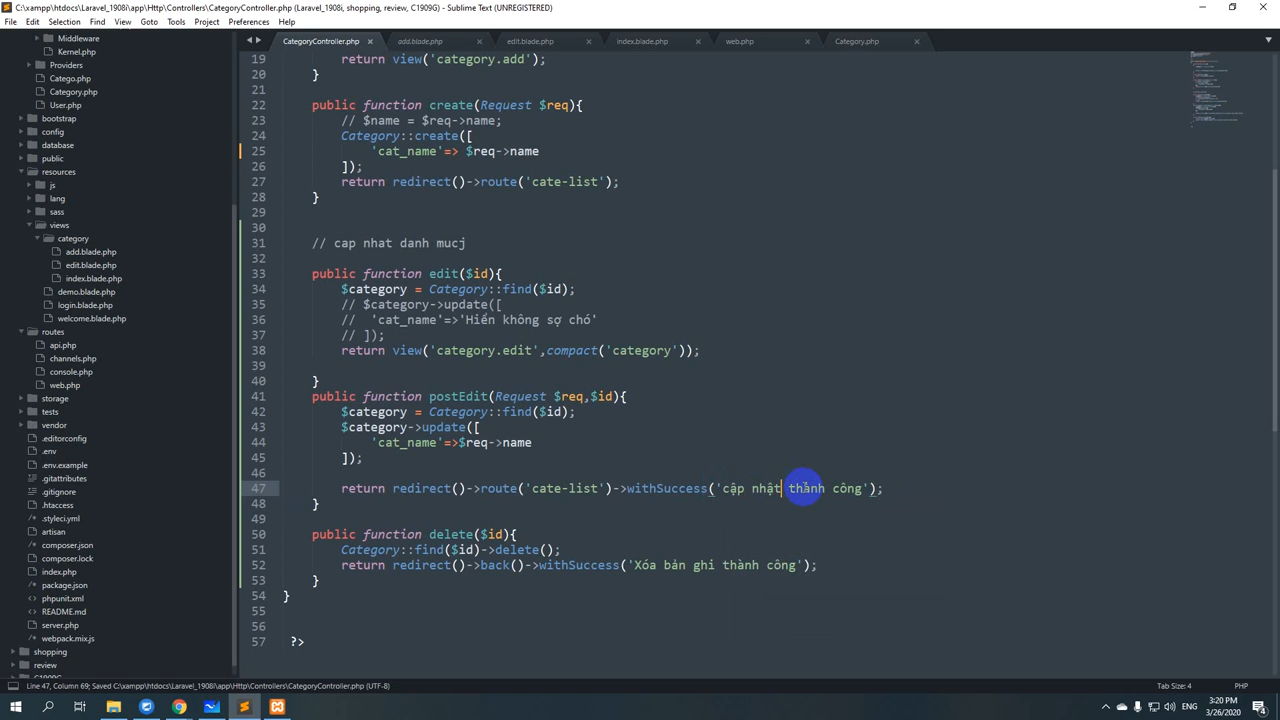 C:\xampp\htdocs\Laravel_1908i\app\Http\Controllers\CategoryController.php (Laravel_1908i, shopping, review, C1909G) - Sublime Text (UNREGISTERED)
File Edit Selection Find View Goto Tools Project Preferences Help
Middleware
Kernel.php
Providers
Catego.php
Category.php
User.php
bootstrap
config
database
public
resources
js
lang
sass
views
category
add.blade.php
edit.blade.php
index.blade.php
demo.blade.php
login.blade.php
welcome.blade.php
routes
api.php
channels.php
console.php
web.php
storage
tests
vendor
.editorconfig
.env
.env.example
.gitattributes
.gitignore
.htaccess
.styleci.yml
artisan
composer.json
composer.lock
index.php
package.json
phpunit.xml
README.md
server.php
webpack.mix.js
shopping
review
C1909G
CategoryController.php add.blade.php edit.blade.php index.blade.php web.php Category.php
19 return view('category.add');
20 }
21
22 public function create(Request $req){
23 // $name = $req->name;
24 Category::create([
25 'cat_name'=> $req->name
26 ]);
27 return redirect()->route('cate-list');
28 }
29
30
31 // cap nhat danh mucj
32
33 public function edit($id){
34 $category = Category::find($id);
35 // $category->update([
36 // 'cat_name'=>'Hiến không sợ chó'
37 // ]);
38 return view('category.edit',compact('category'));
39
40 }
41 public function postEdit(Request $req,$id){
42 $category = Category::find($id);
43 $category->update([
44 'cat_name'=>$req->name
45 ]);
46
47 return redirect()->route('cate-list')->withSuccess('cập nhật thành công');
48 }
49
50 public function delete($id){
51 Category::find($id)->delete();
52 return redirect()->back()->withSuccess('Xóa bản ghi thành công');
53 }
54 }
55
56
57 ?>
Line 47, Column 69; Saved C:\xampp\htdocs\Laravel_1908i\app\Http\Controllers\CategoryController.php (UTF-8) Tab Size: 4 PHP
ENG
3:20 PM
3/26/2020